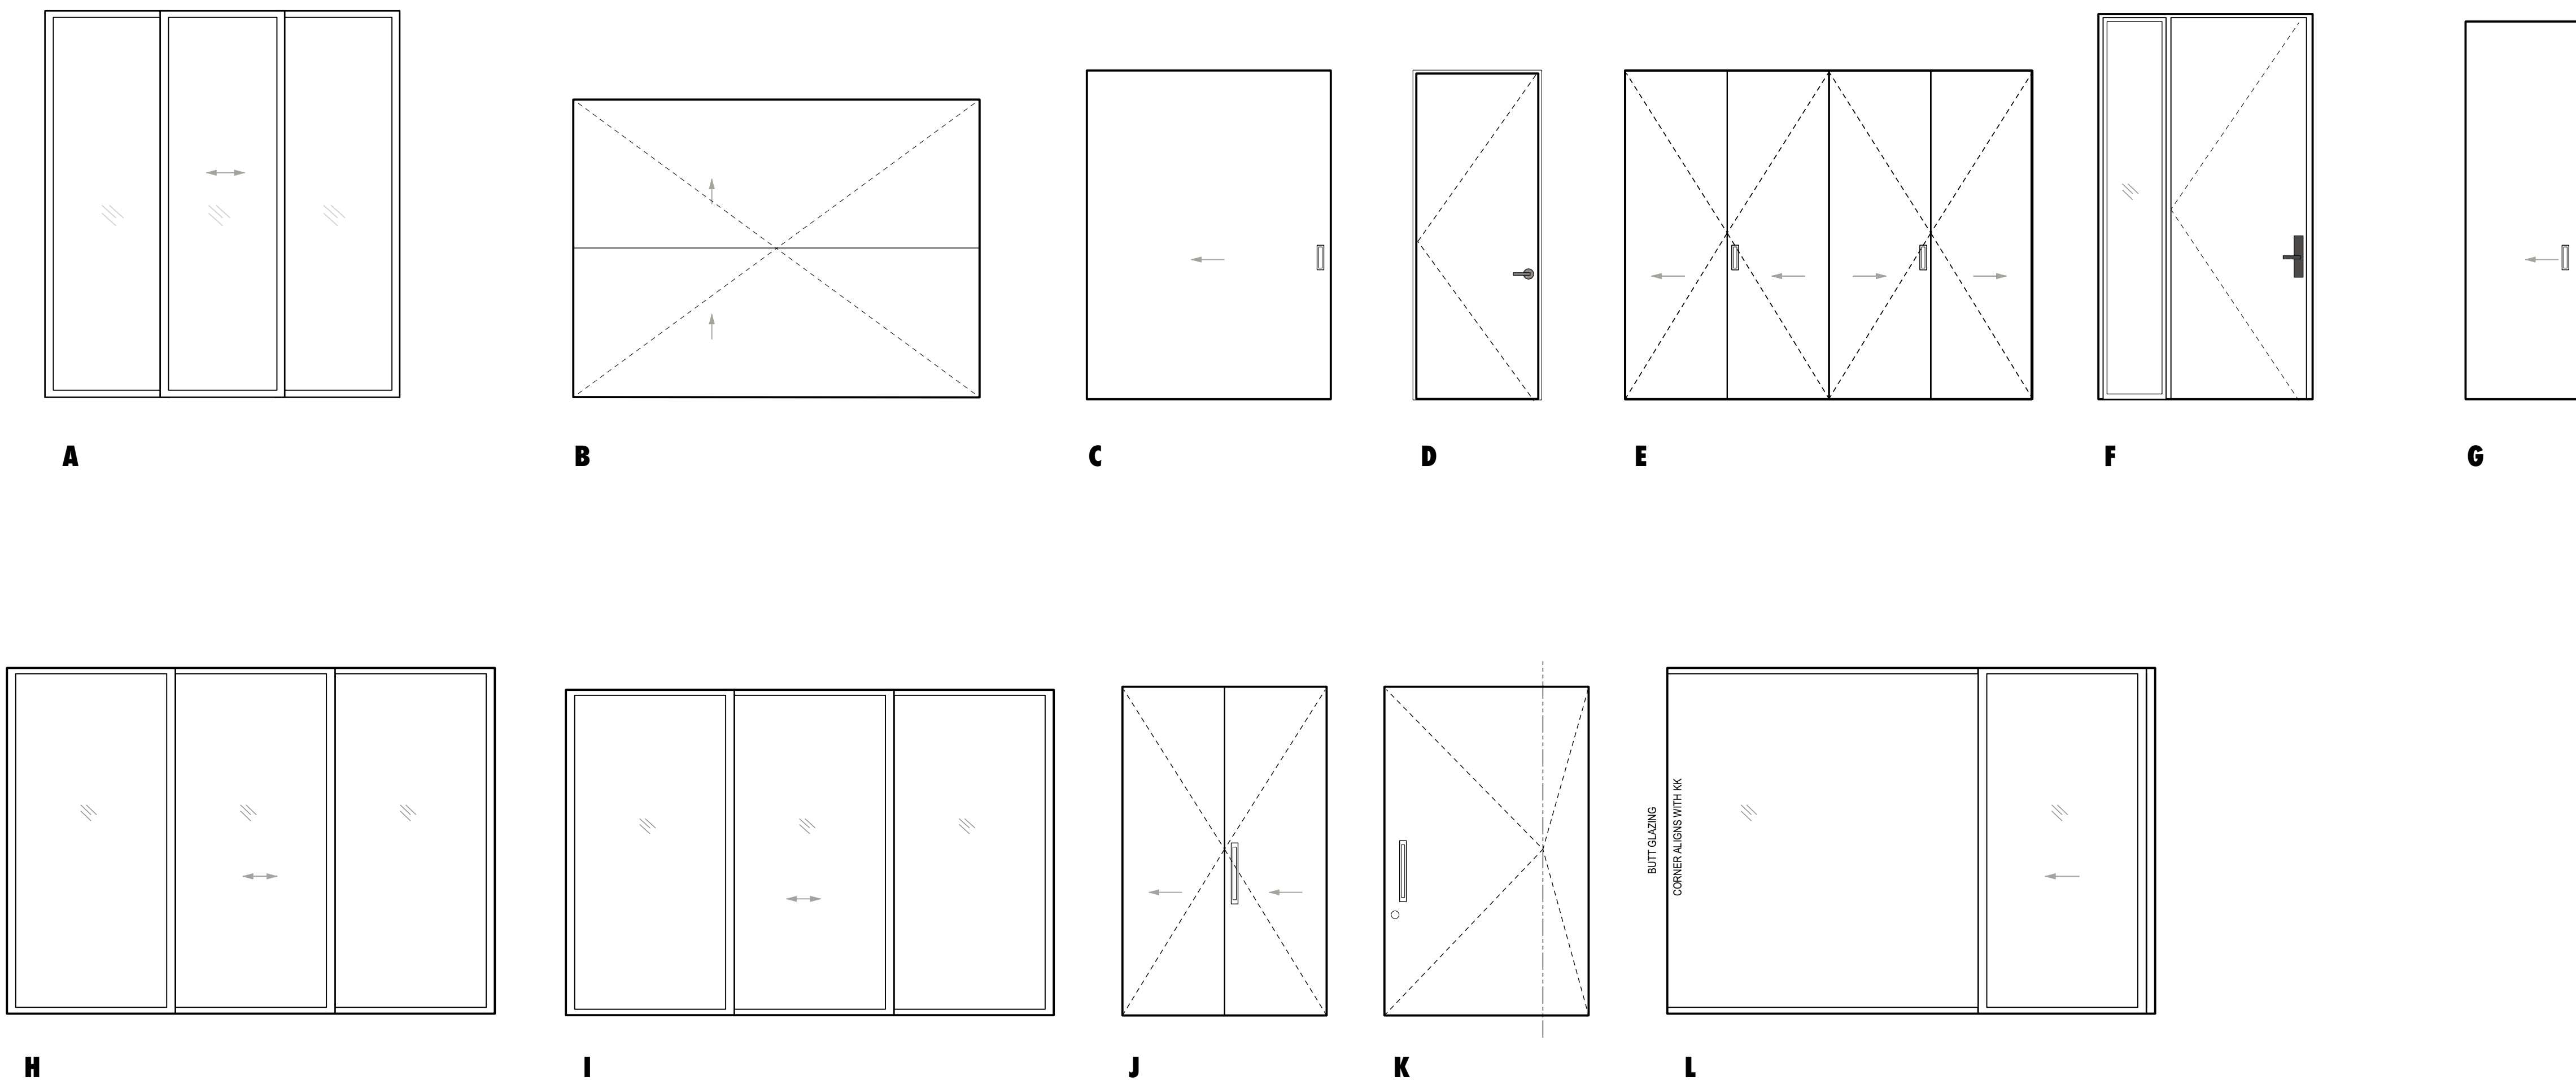 A
B
C
D
E
F
G
BUTT GLAZING
CORNER ALIGNS WITH KK
H
I
J
K
L